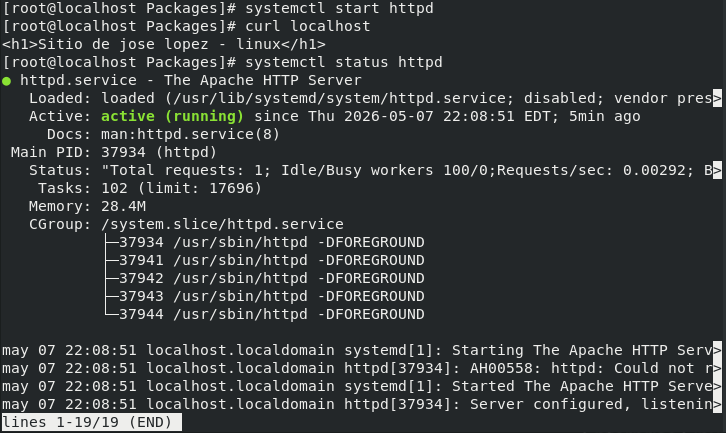 [root@localhost Packages]# systemctl start httpd
[root@localhost Packages]# curl localhost
<h1>Sitio de jose lopez - linux</h1>
[root@localhost Packages]# systemctl status httpd
● httpd.service - The Apache HTTP Server
   Loaded: loaded (/usr/lib/systemd/system/httpd.service; disabled; vendor pres>
   Active: active (running) since Thu 2026-05-07 22:08:51 EDT; 5min ago
     Docs: man:httpd.service(8)
 Main PID: 37934 (httpd)
   Status: "Total requests: 1; Idle/Busy workers 100/0;Requests/sec: 0.00292; B>
    Tasks: 102 (limit: 17696)
   Memory: 28.4M
   CGroup: /system.slice/httpd.service
           ├─37934 /usr/sbin/httpd -DFOREGROUND
           ├─37941 /usr/sbin/httpd -DFOREGROUND
           ├─37942 /usr/sbin/httpd -DFOREGROUND
           ├─37943 /usr/sbin/httpd -DFOREGROUND
           └─37944 /usr/sbin/httpd -DFOREGROUND

may 07 22:08:51 localhost.localdomain systemd[1]: Starting The Apache HTTP Serv>
may 07 22:08:51 localhost.localdomain httpd[37934]: AH00558: httpd: Could not r>
may 07 22:08:51 localhost.localdomain systemd[1]: Started The Apache HTTP Serve>
may 07 22:08:51 localhost.localdomain httpd[37934]: Server configured, listenin>
lines 1-19/19 (END)